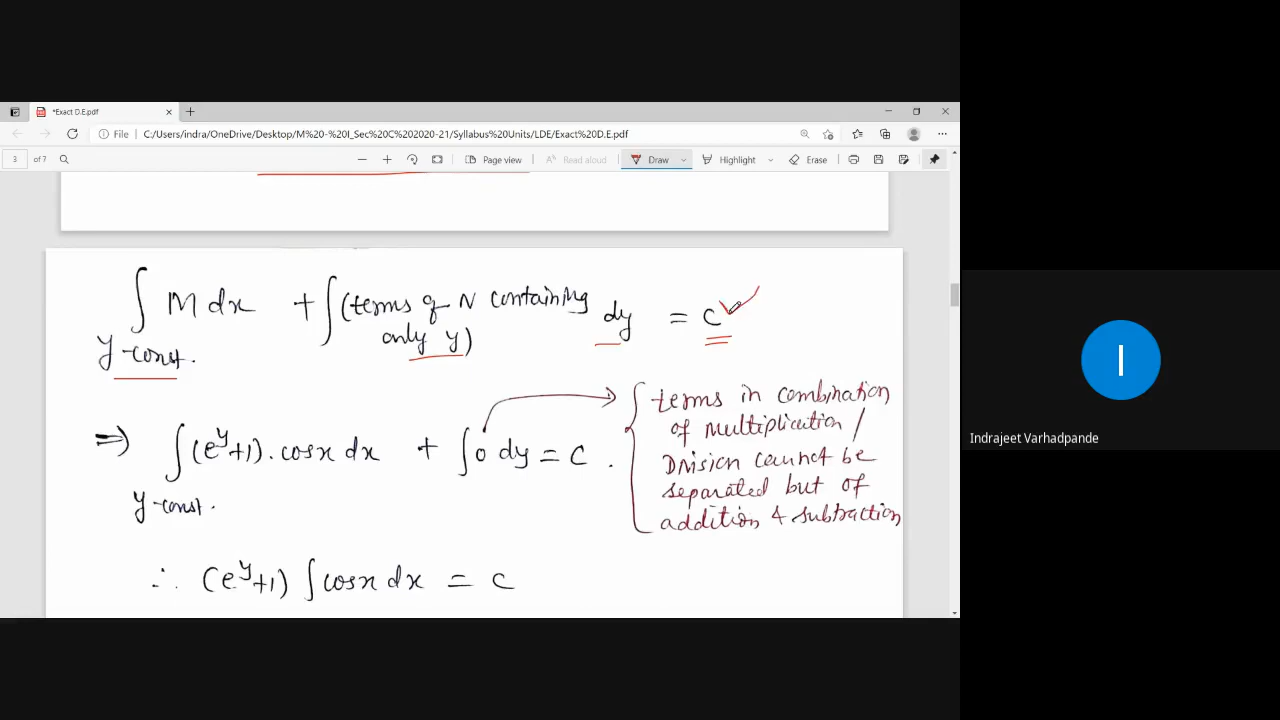 *Exact D.E.pdf
File
C:/Users/indra/OneDrive/Desktop/M%20-%20I_Sec%20C%202020-21/Syllabus%20Units/LDE/Exact%20D.E.pdf
3 of 7
Page view
Read aloud
Draw
Highlight
Erase
∫ M dx + ∫ (terms of N containing only y) dy = c
y-const.
⇒ ∫ (e^y+1). cosx dx + ∫ 0 dy = c .
y-const.
terms in combination
of multiplication /
Division cannot be
separated but of
addition & subtraction
∴ (e^y+1) ∫ cosx dx = c
I
Indrajeet Varhadpande